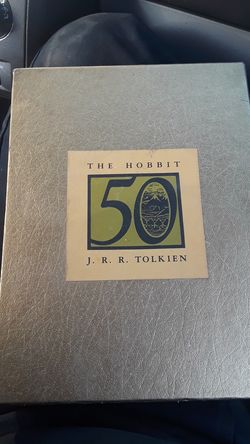 THE HOBBIT
50
J. R. R. TOLKIEN